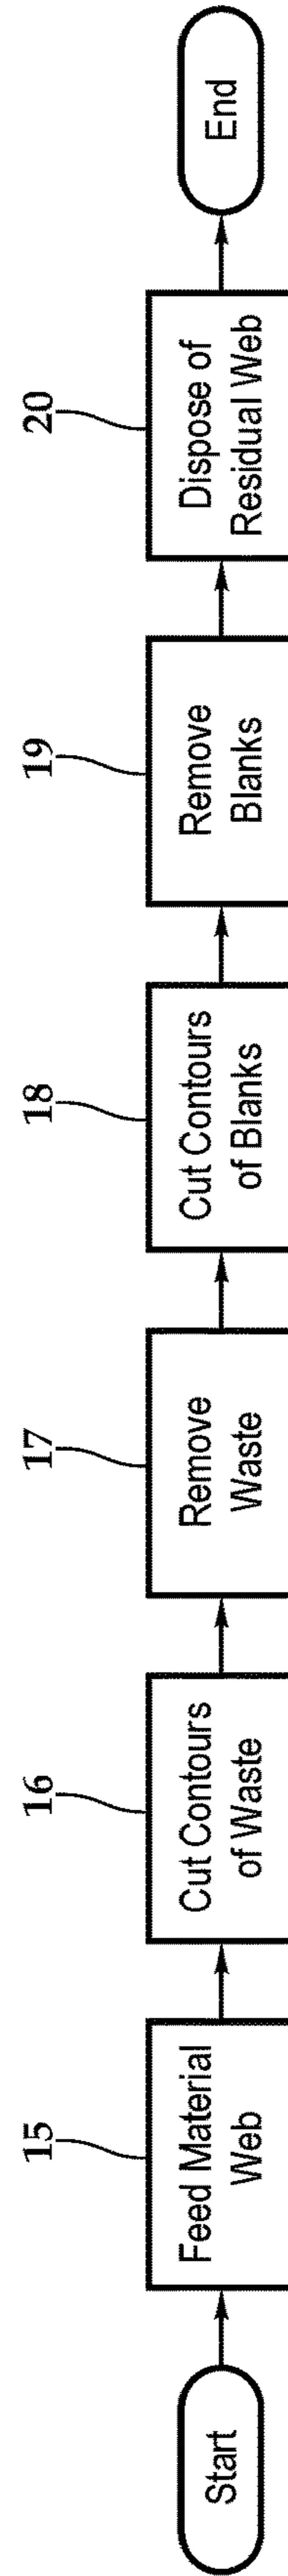 15
16
17
18
19
20
Start
Feed Material
Web
Cut Contours
of Waste
Remove
Waste
Cut Contours
of Blanks
Remove
Blanks
Dispose of
Residual Web
End